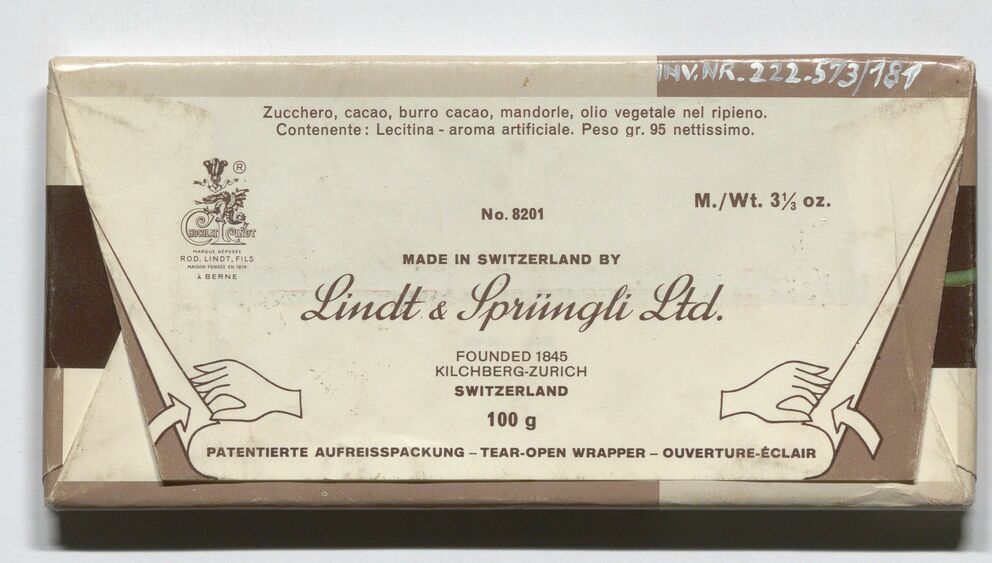 INV.NR. 222.573/181
Zucchero, cacao, burro cacao, mandorle, olio vegetale nel ripieno.
Contenente: Lecitina - aroma artificiale. Peso gr. 95 nettissimo.
®
CHOCOLAT LINDT
MARQUE DÉPOSÉE
ROD. LINDT, FILS
MAISON FONDÉE EN 1879
À BERNE
No. 8201
M./Wt. 3⅓ oz.
MADE IN SWITZERLAND BY
Lindt & Sprüngli Ltd.
FOUNDED 1845
KILCHBERG-ZURICH
SWITZERLAND
100 g
PATENTIERTE AUFREISSPACKUNG – TEAR-OPEN WRAPPER – OUVERTURE-ÉCLAIR